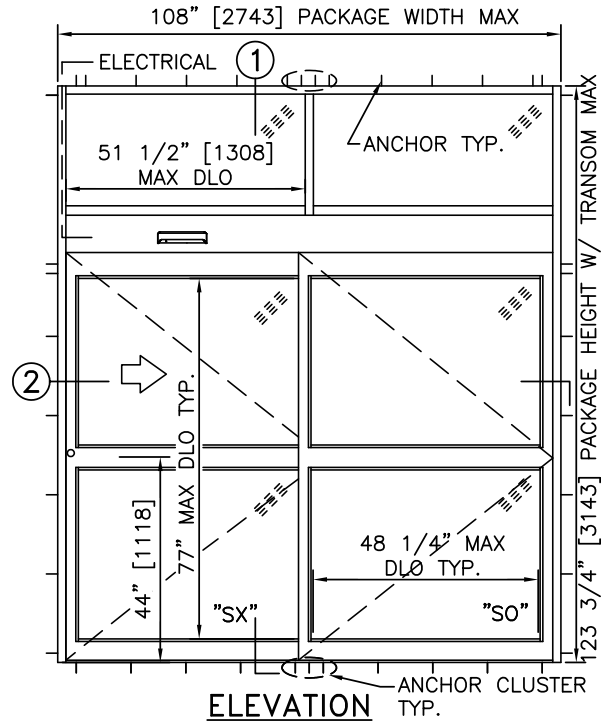 108" [2743] PACKAGE WIDTH MAX
ELECTRICAL
1
ANCHOR TYP.
51 1/2" [1308]
MAX DLO
123 3/4" [3143] PACKAGE HEIGHT W/ TRANSOM MAX
2
77" MAX DLO TYP.
44" [1118]
48 1/4" MAX
DLO TYP.
"SX"
"SO"
ANCHOR CLUSTER
TYP.
ELEVATION